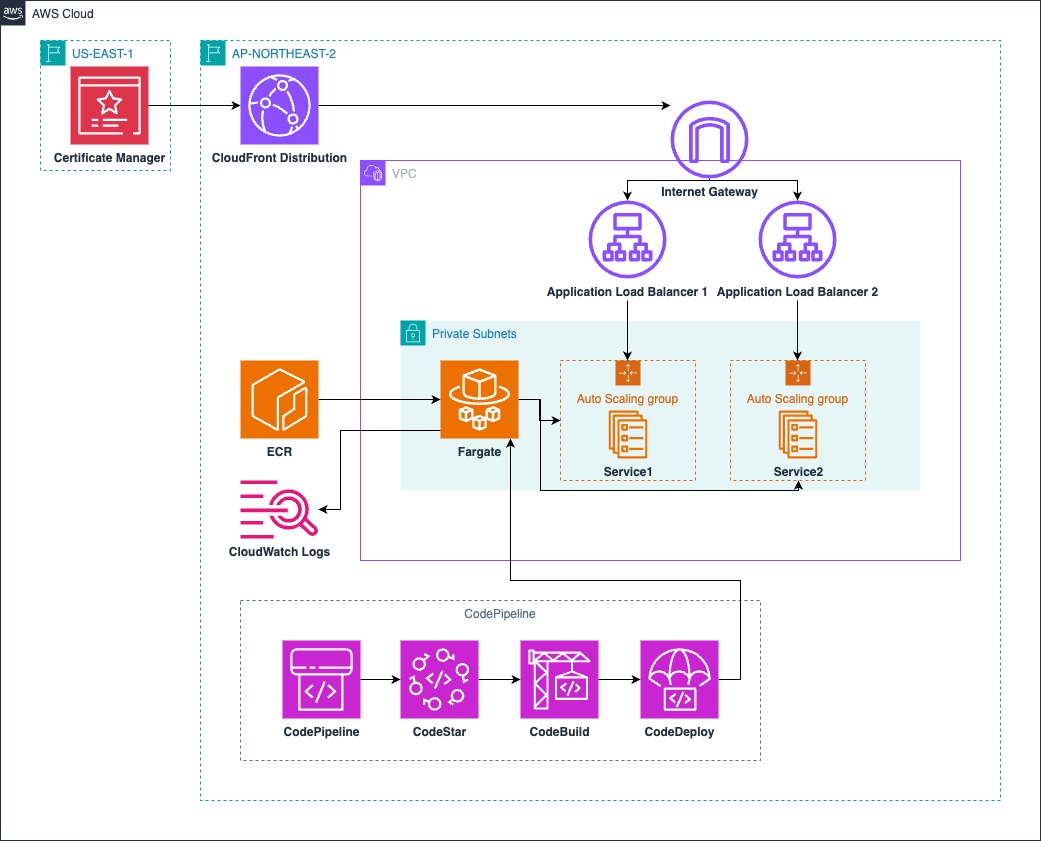 aws
AWS Cloud
US-EAST-1
AP-NORTHEAST-2
Certificate Manager
CloudFront Distribution
VPC
Internet Gateway
Application Load Balancer 1
Application Load Balancer 2
Private Subnets
Auto Scaling group
Auto Scaling group
ECR
Fargate
Service1
Service2
CloudWatch Logs
CodePipeline
</>
</>
</>
</>
CodePipeline
CodeStar
CodeBuild
CodeDeploy